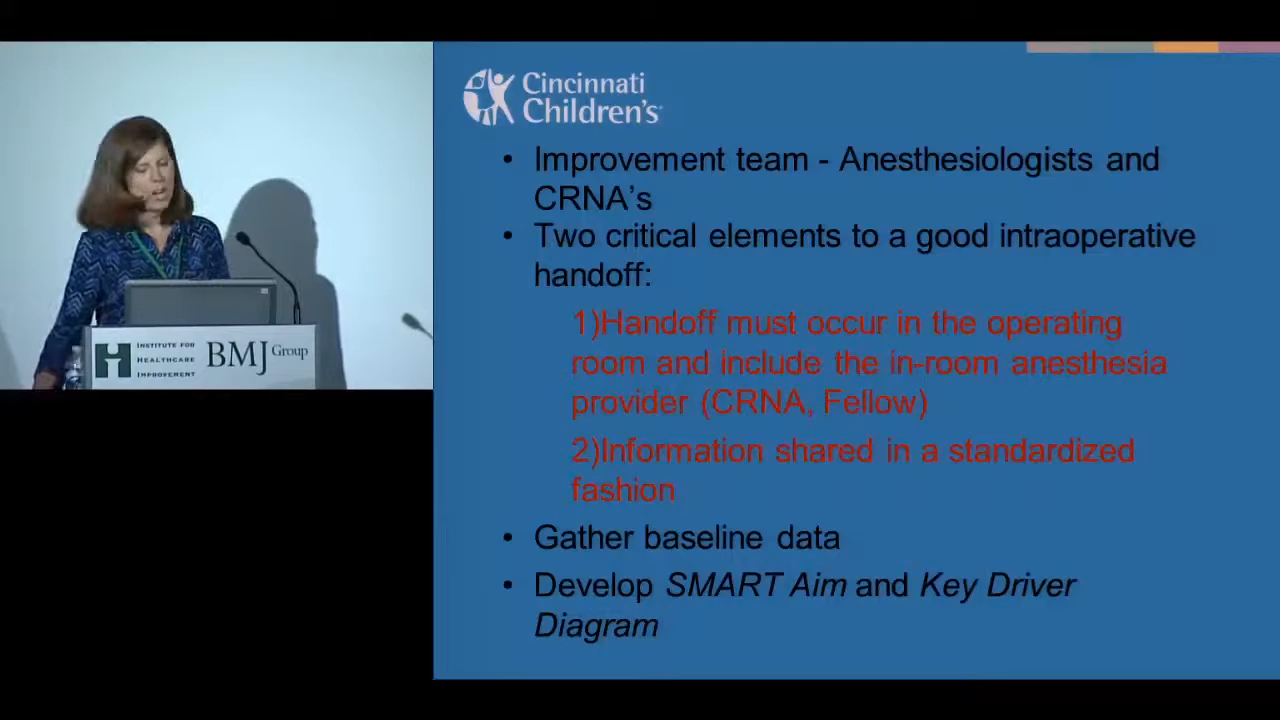 Cincinnati
Children's
• Improvement team - Anesthesiologists and
CRNA's
• Two critical elements to a good intraoperative
handoff:
1)Handoff must occur in the operating
room and include the in-room anesthesia
provider (CRNA, Fellow)
2)Information shared in a standardized
fashion
• Gather baseline data
• Develop SMART Aim and Key Driver
Diagram
INSTITUTE FOR
HEALTHCARE
IMPROVEMENT
BMJ Group